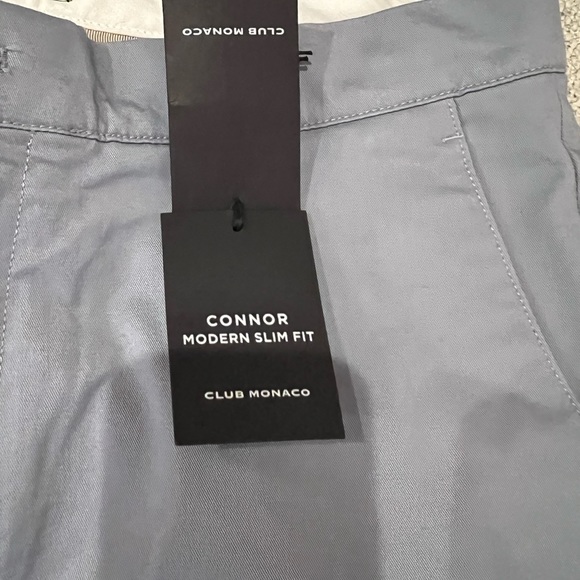 CLUB MONACO
CONNOR
MODERN SLIM FIT
CLUB MONACO